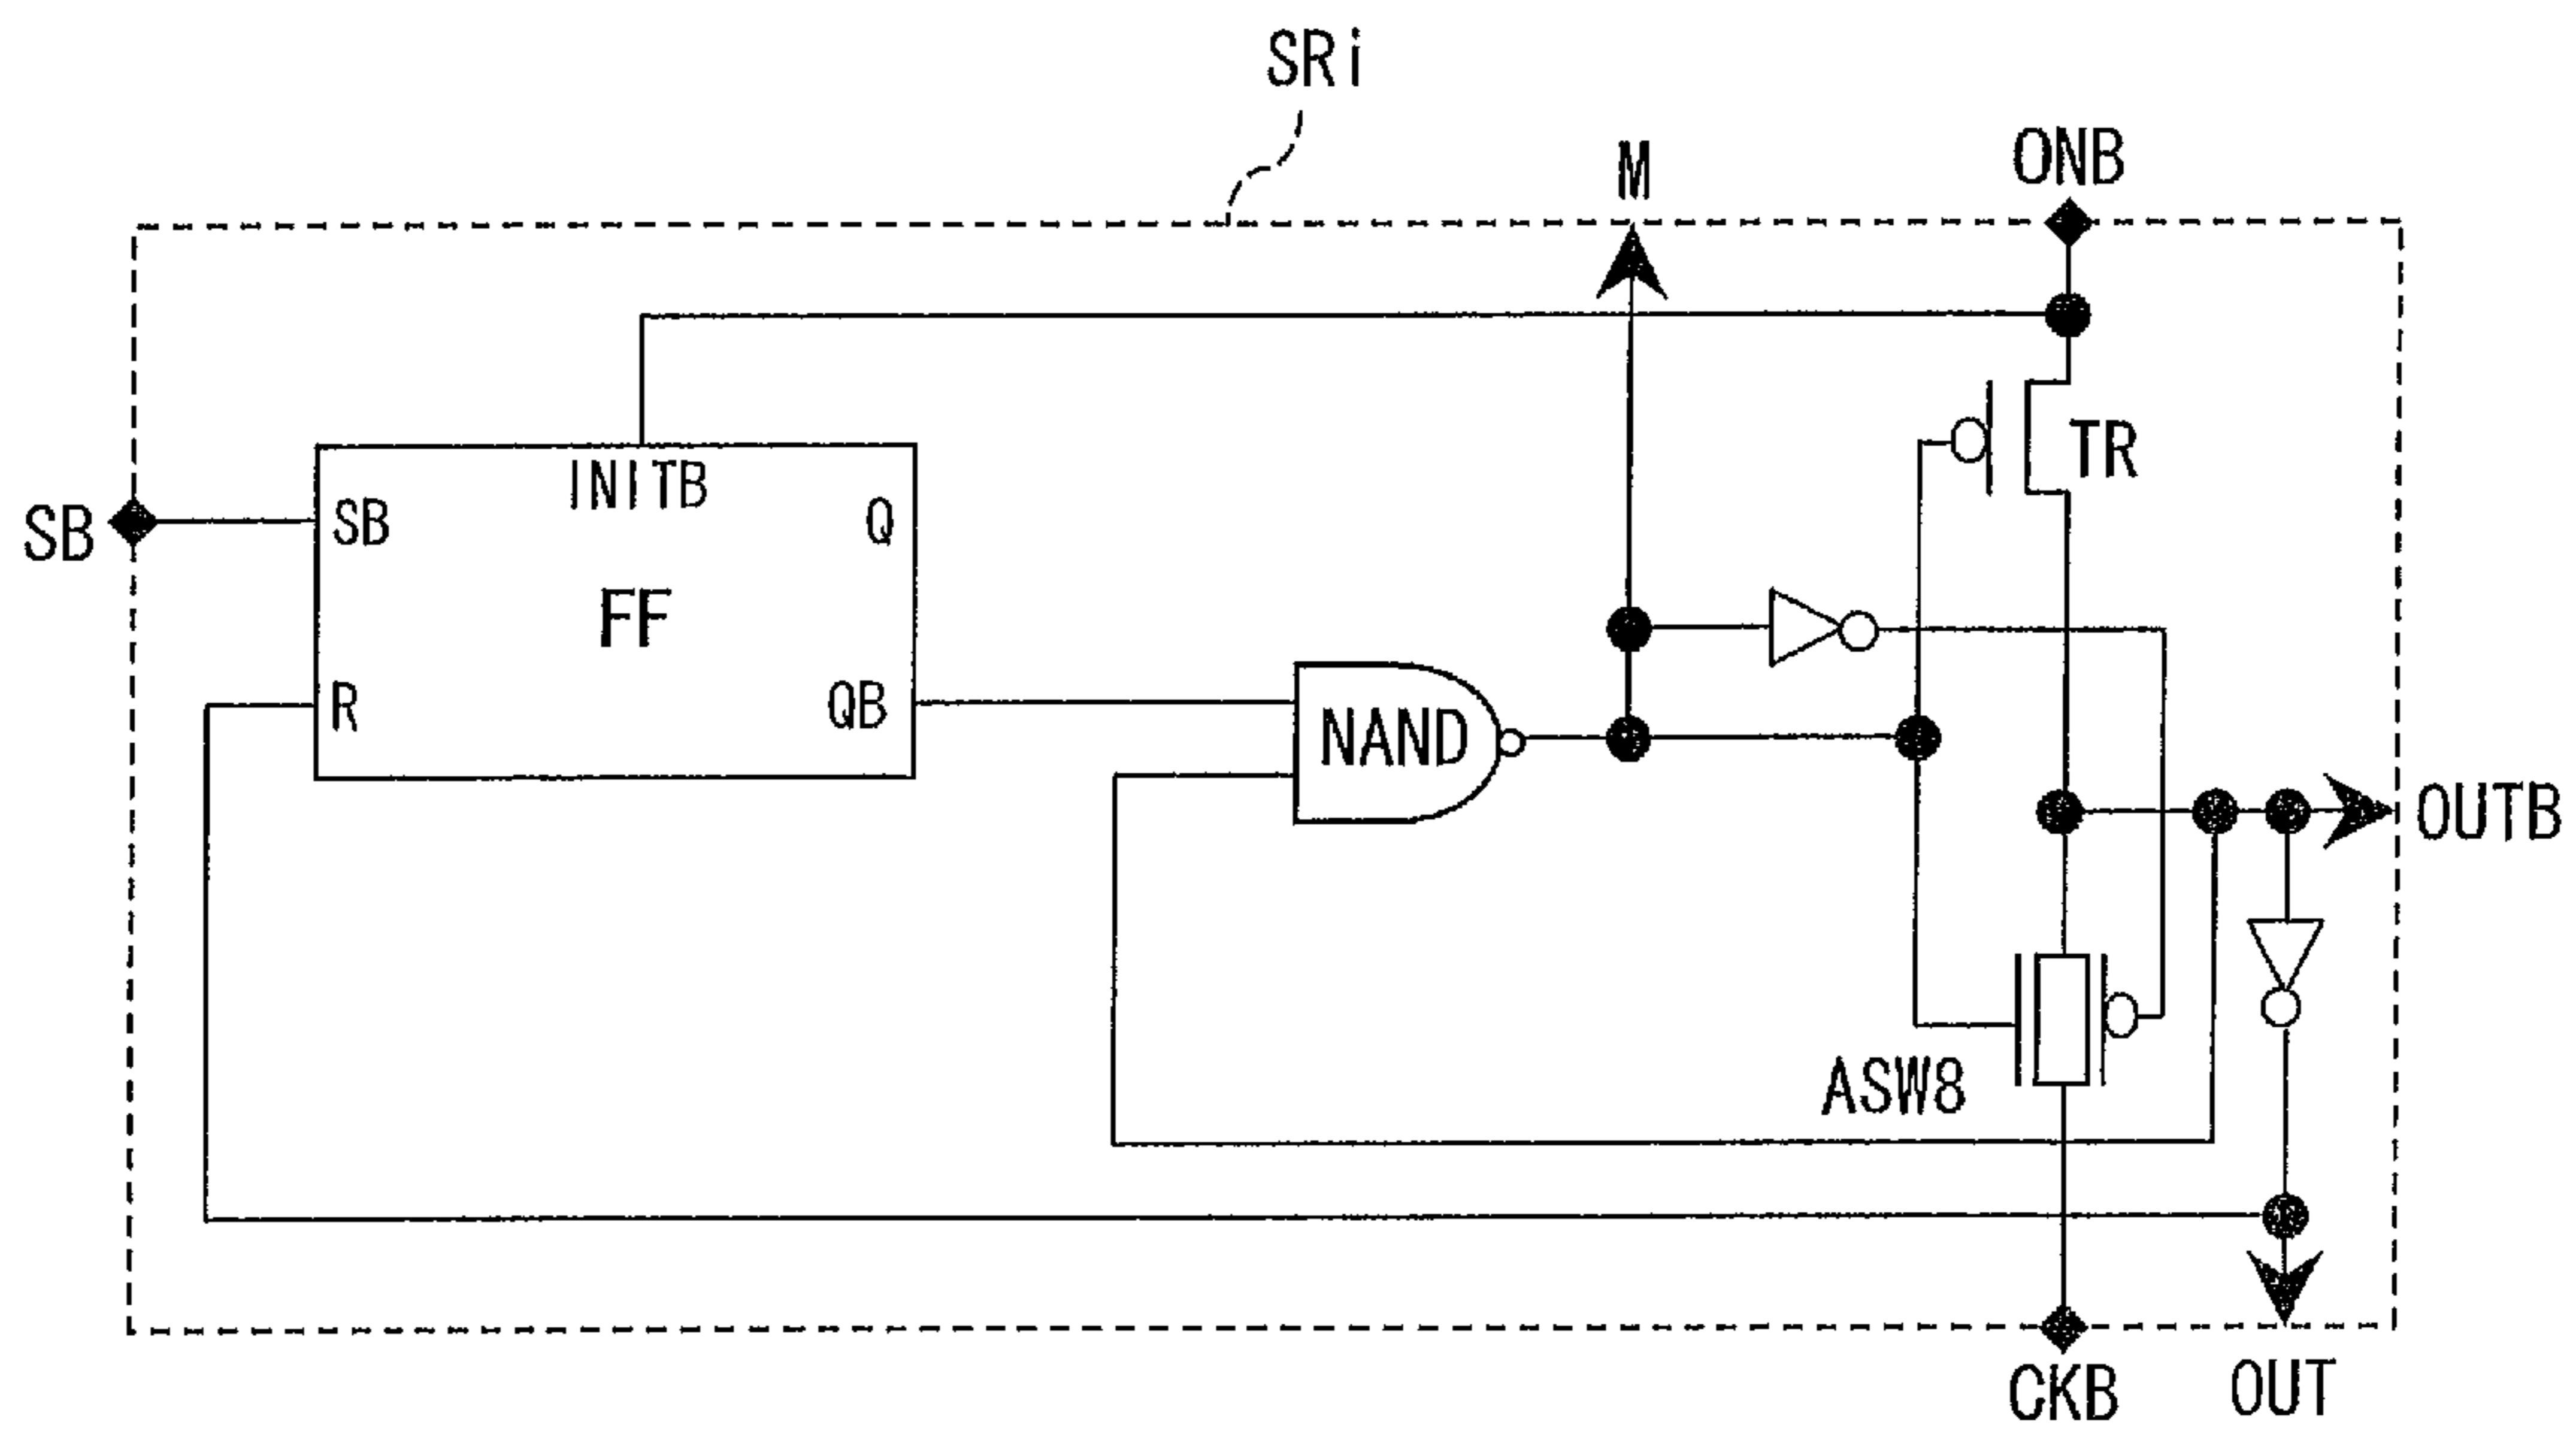 SRi
M
ONB
INITB
SB
SB
Q
TR
FF
R
QB
NAND
OUTB
ASW8
CKB
OUT